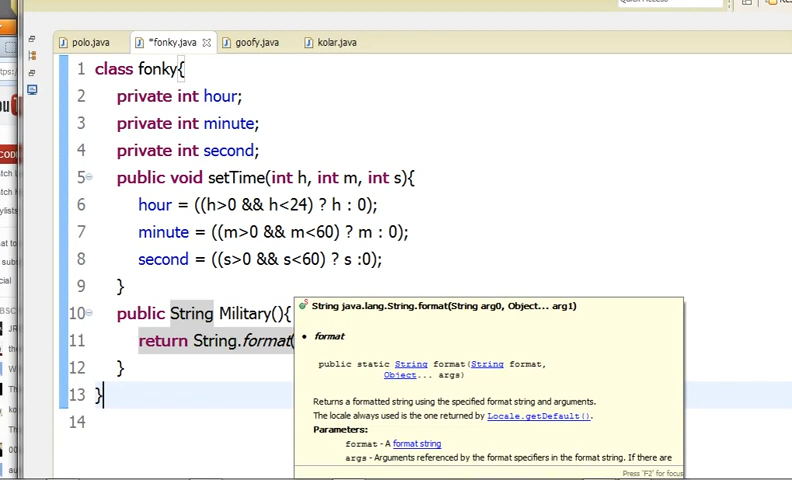 Quick Access
polo.java
*fonky.java
goofy.java
kolar.java
1 class fonky{
2 private int hour;
3 private int minute;
4 private int second;
5 public void setTime(int h, int m, int s){
6 hour = ((h>0 && h<24) ? h : 0);
7 minute = ((m>0 && m<60) ? m : 0);
8 second = ((s>0 && s<60) ? s :0);
9 }
10 public String Military(){
11 return String.format(
12 }
13 }
14
String java.lang.String.format(String arg0, Object... arg1)
• format
public static String format(String format,
Object... args)
Returns a formatted string using the specified format string and arguments.
The locale always used is the one returned by Locale.getDefault().
Parameters:
format - A format string
args - Arguments referenced by the format specifiers in the format string. If there are
Press 'F2' for focus